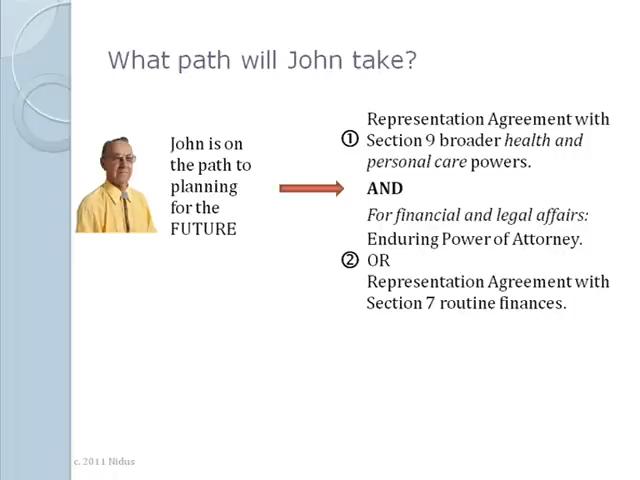 What path will John take?
John is on
the path to
planning
for the
FUTURE
Representation Agreement with
① Section 9 broader health and
personal care powers.
AND
For financial and legal affairs:
Enduring Power of Attorney.
② OR
Representation Agreement with
Section 7 routine finances.
c. 2011 Nidus